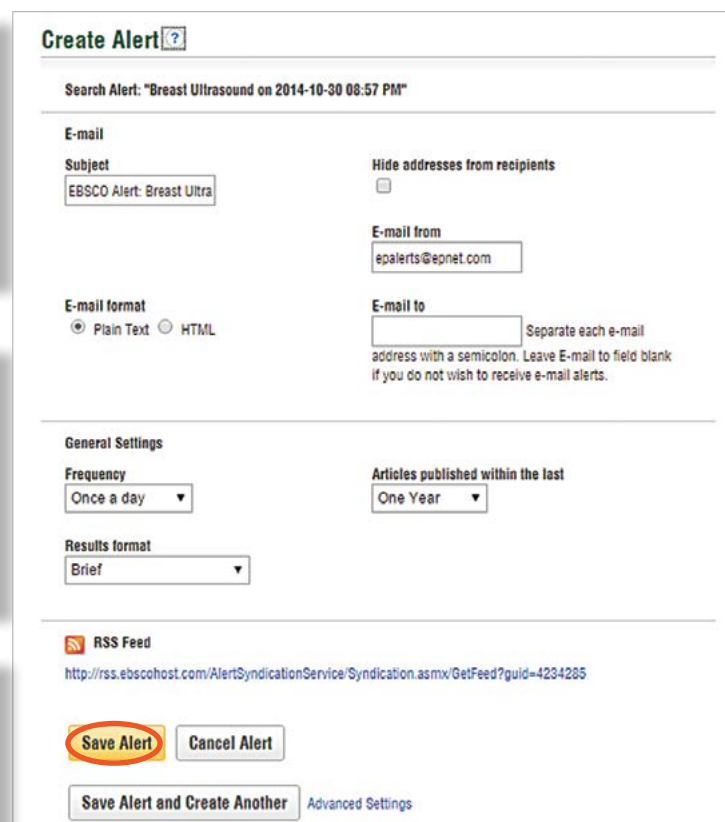 Create Alert ?
Search Alert: "Breast Ultrasound on 2014-10-30 08:57 PM"
E-mail
Subject
EBSCO Alert: Breast Ultra
Hide addresses from recipients
E-mail from
epalerts@epnet.com
E-mail format
Plain Text HTML
E-mail to
Separate each e-mail
address with a semicolon. Leave E-mail to field blank
if you do not wish to receive e-mail alerts.
General Settings
Frequency
Once a day
Articles published within the last
One Year
Results format
Brief
RSS Feed
http://rss.ebscohost.com/AlertSyndicationService/Syndication.asmx/GetFeed?guid=4234285
Save Alert Cancel Alert
Save Alert and Create Another Advanced Settings